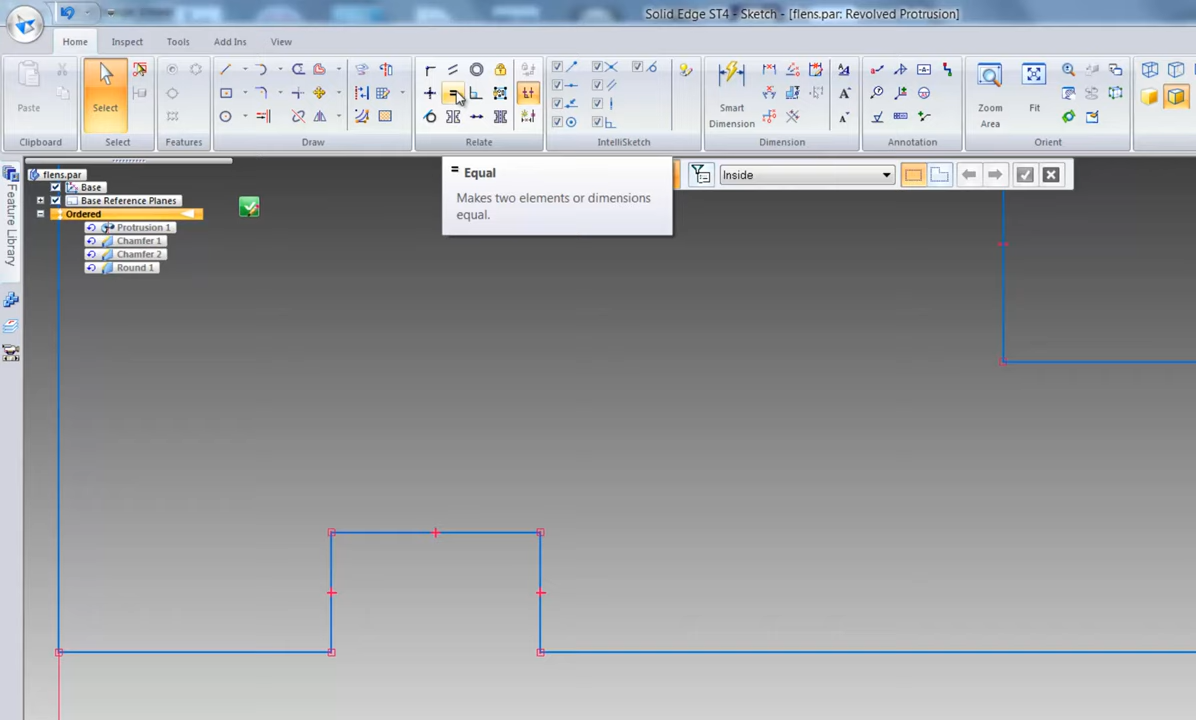 Solid Edge ST4 - Sketch - [flens.par: Revolved Protrusion]
Home
Inspect
Tools
Add Ins
View
Paste
Select
Smart
Dimension
Zoom
Area
Fit
Clipboard
Select
Features
Draw
Relate
IntelliSketch
Dimension
Annotation
Orient
= Equal
Makes two elements or dimensions
equal.
Inside
Feature Library
flens.par
Base
Base Reference Planes
Ordered
Protrusion 1
Chamfer 1
Chamfer 2
Round 1